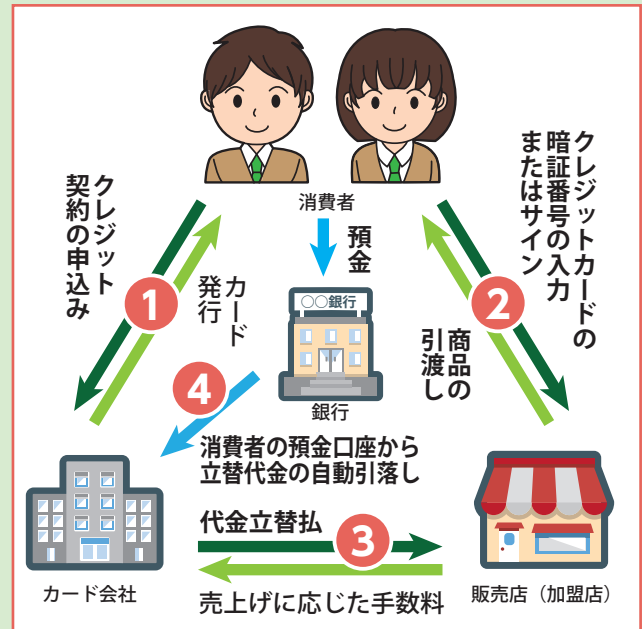 消費者
クレジット
契約の申込み
1
カード
発行
預金
○○銀行
銀行
クレジットカードの
暗証番号の入力
またはサイン
2
商品の
引渡し
4
消費者の預金口座から
立替代金の自動引落し
代金立替払
3
売上げに応じた手数料
カード会社
販売店（加盟店）